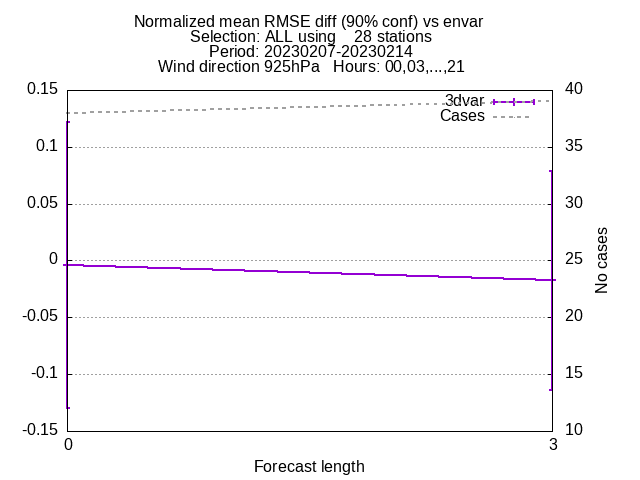 Normalized mean RMSE diff (90% conf) vs envar
Selection: ALL using    28 stations
Period: 20230207-20230214
Wind direction 925hPa   Hours: 00,03,...,21
0.15
0.1
0.05
0
-0.05
-0.1
-0.15
40
35
30
25
20
15
10
3dvar
Cases
No cases
0
3
Forecast length